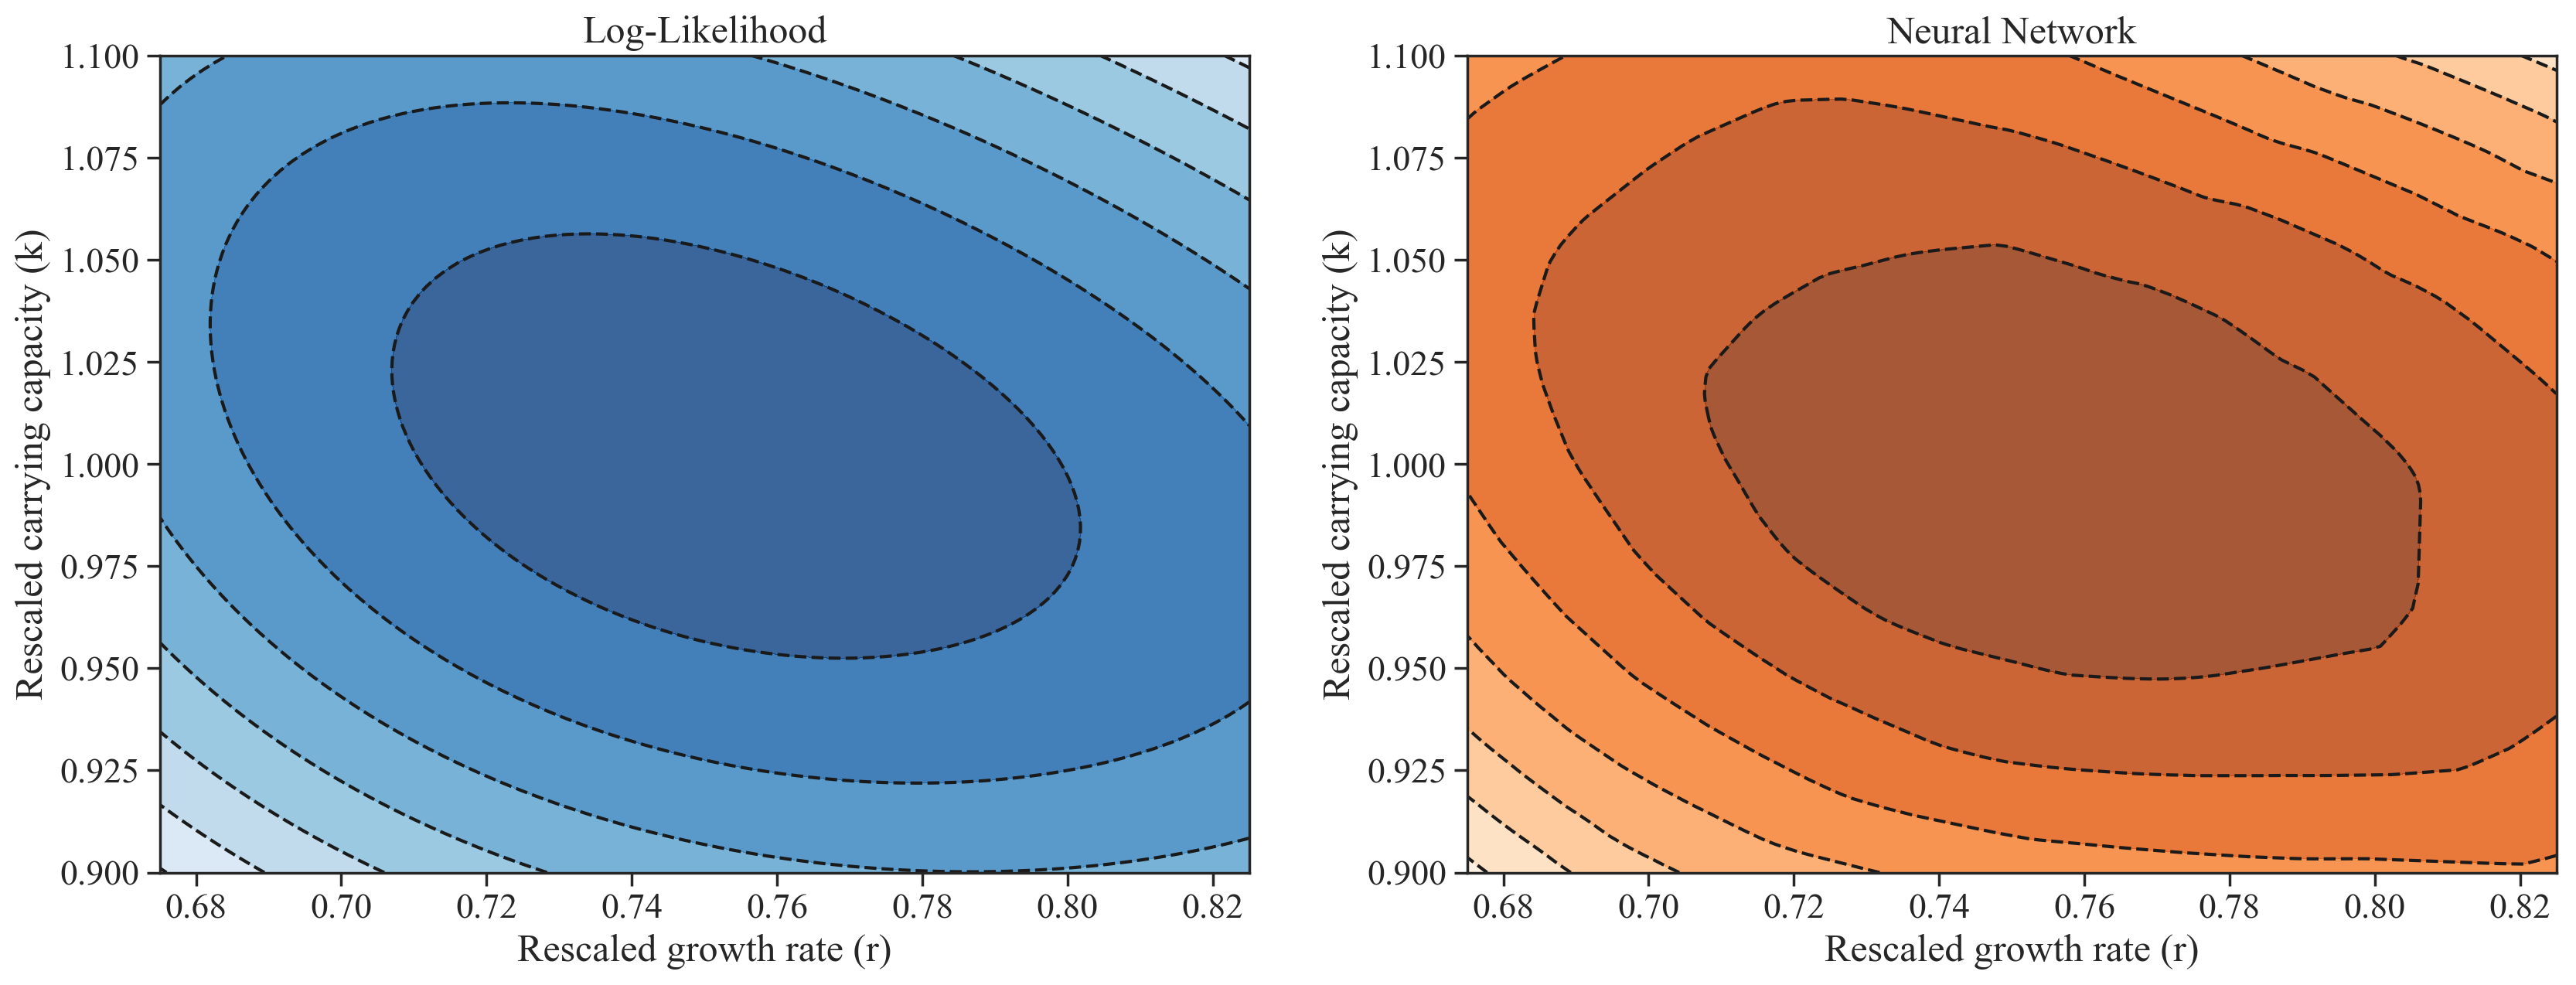 Log-Likelihood
1.100
1.075
1.050
1.025
1.000
0.975
0.950
0.925
0.900
Rescaled carrying capacity (k)
0.68 0.70 0.72 0.74 0.76 0.78 0.80 0.82
Rescaled growth rate (r)
Neural Network
1.100
1.075
1.050
1.025
1.000
0.975
0.950
0.925
0.900
Rescaled carrying capacity (k)
0.68 0.70 0.72 0.74 0.76 0.78 0.80 0.82
Rescaled growth rate (r)